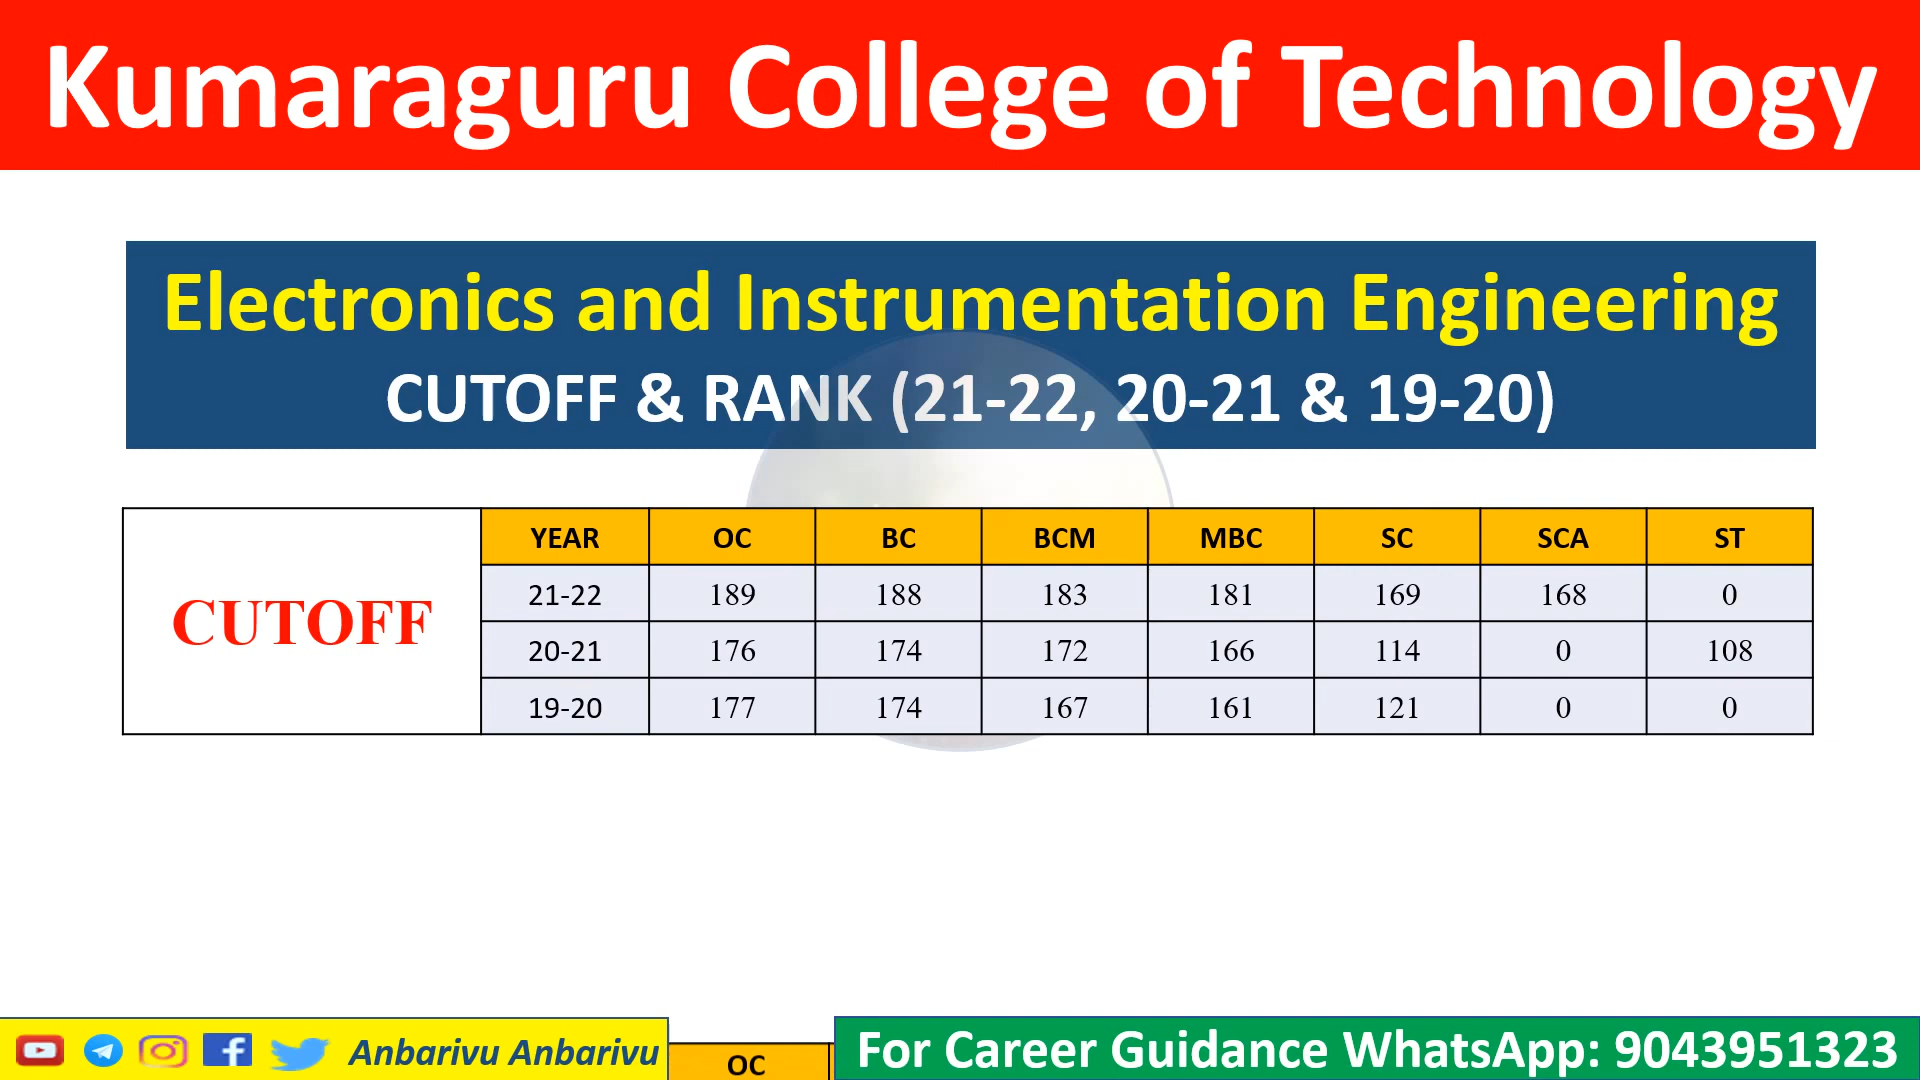 Kumaraguru College of Technology
Electronics and Instrumentation Engineering
CUTOFF & RANK (21-22, 20-21 & 19-20)
CUTOFF
YEAR OC BC BCM MBC SC SCA ST
21-22 189 188 183 181 169 168 0
20-21 176 174 172 166 114 0 108
19-20 177 174 167 161 121 0 0
Anbarivu Anbarivu
OC
For Career Guidance WhatsApp: 9043951323